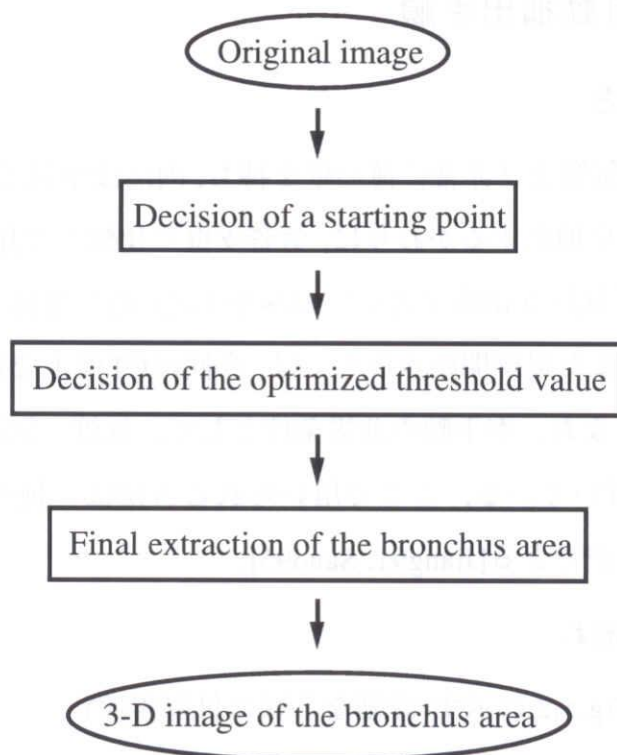 Original image
Decision of a starting point
Decision of the optimized threshold value
Final extraction of the bronchus area
3-D image of the bronchus area